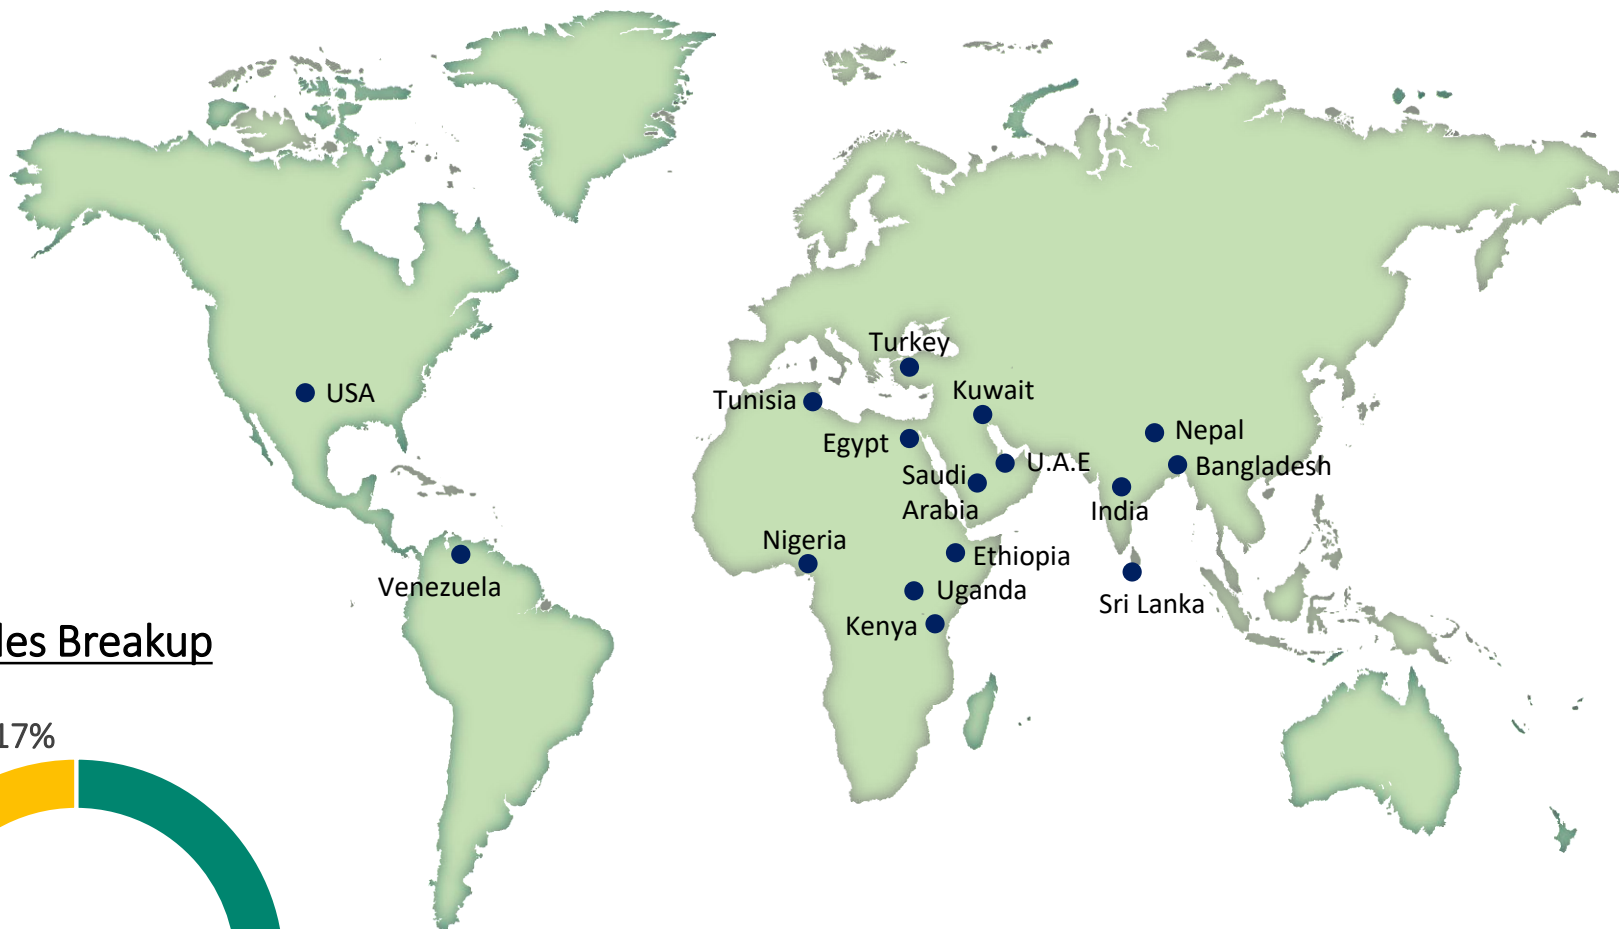 Turkey
Kuwait
USA
Tunisia
Nepal
Egypt
U.A.E
Bangladesh
Saudi
Arabia
India
Nigeria
Ethiopia
Venezuela
Uganda
Sri Lanka
Kenya
Breakup
17%